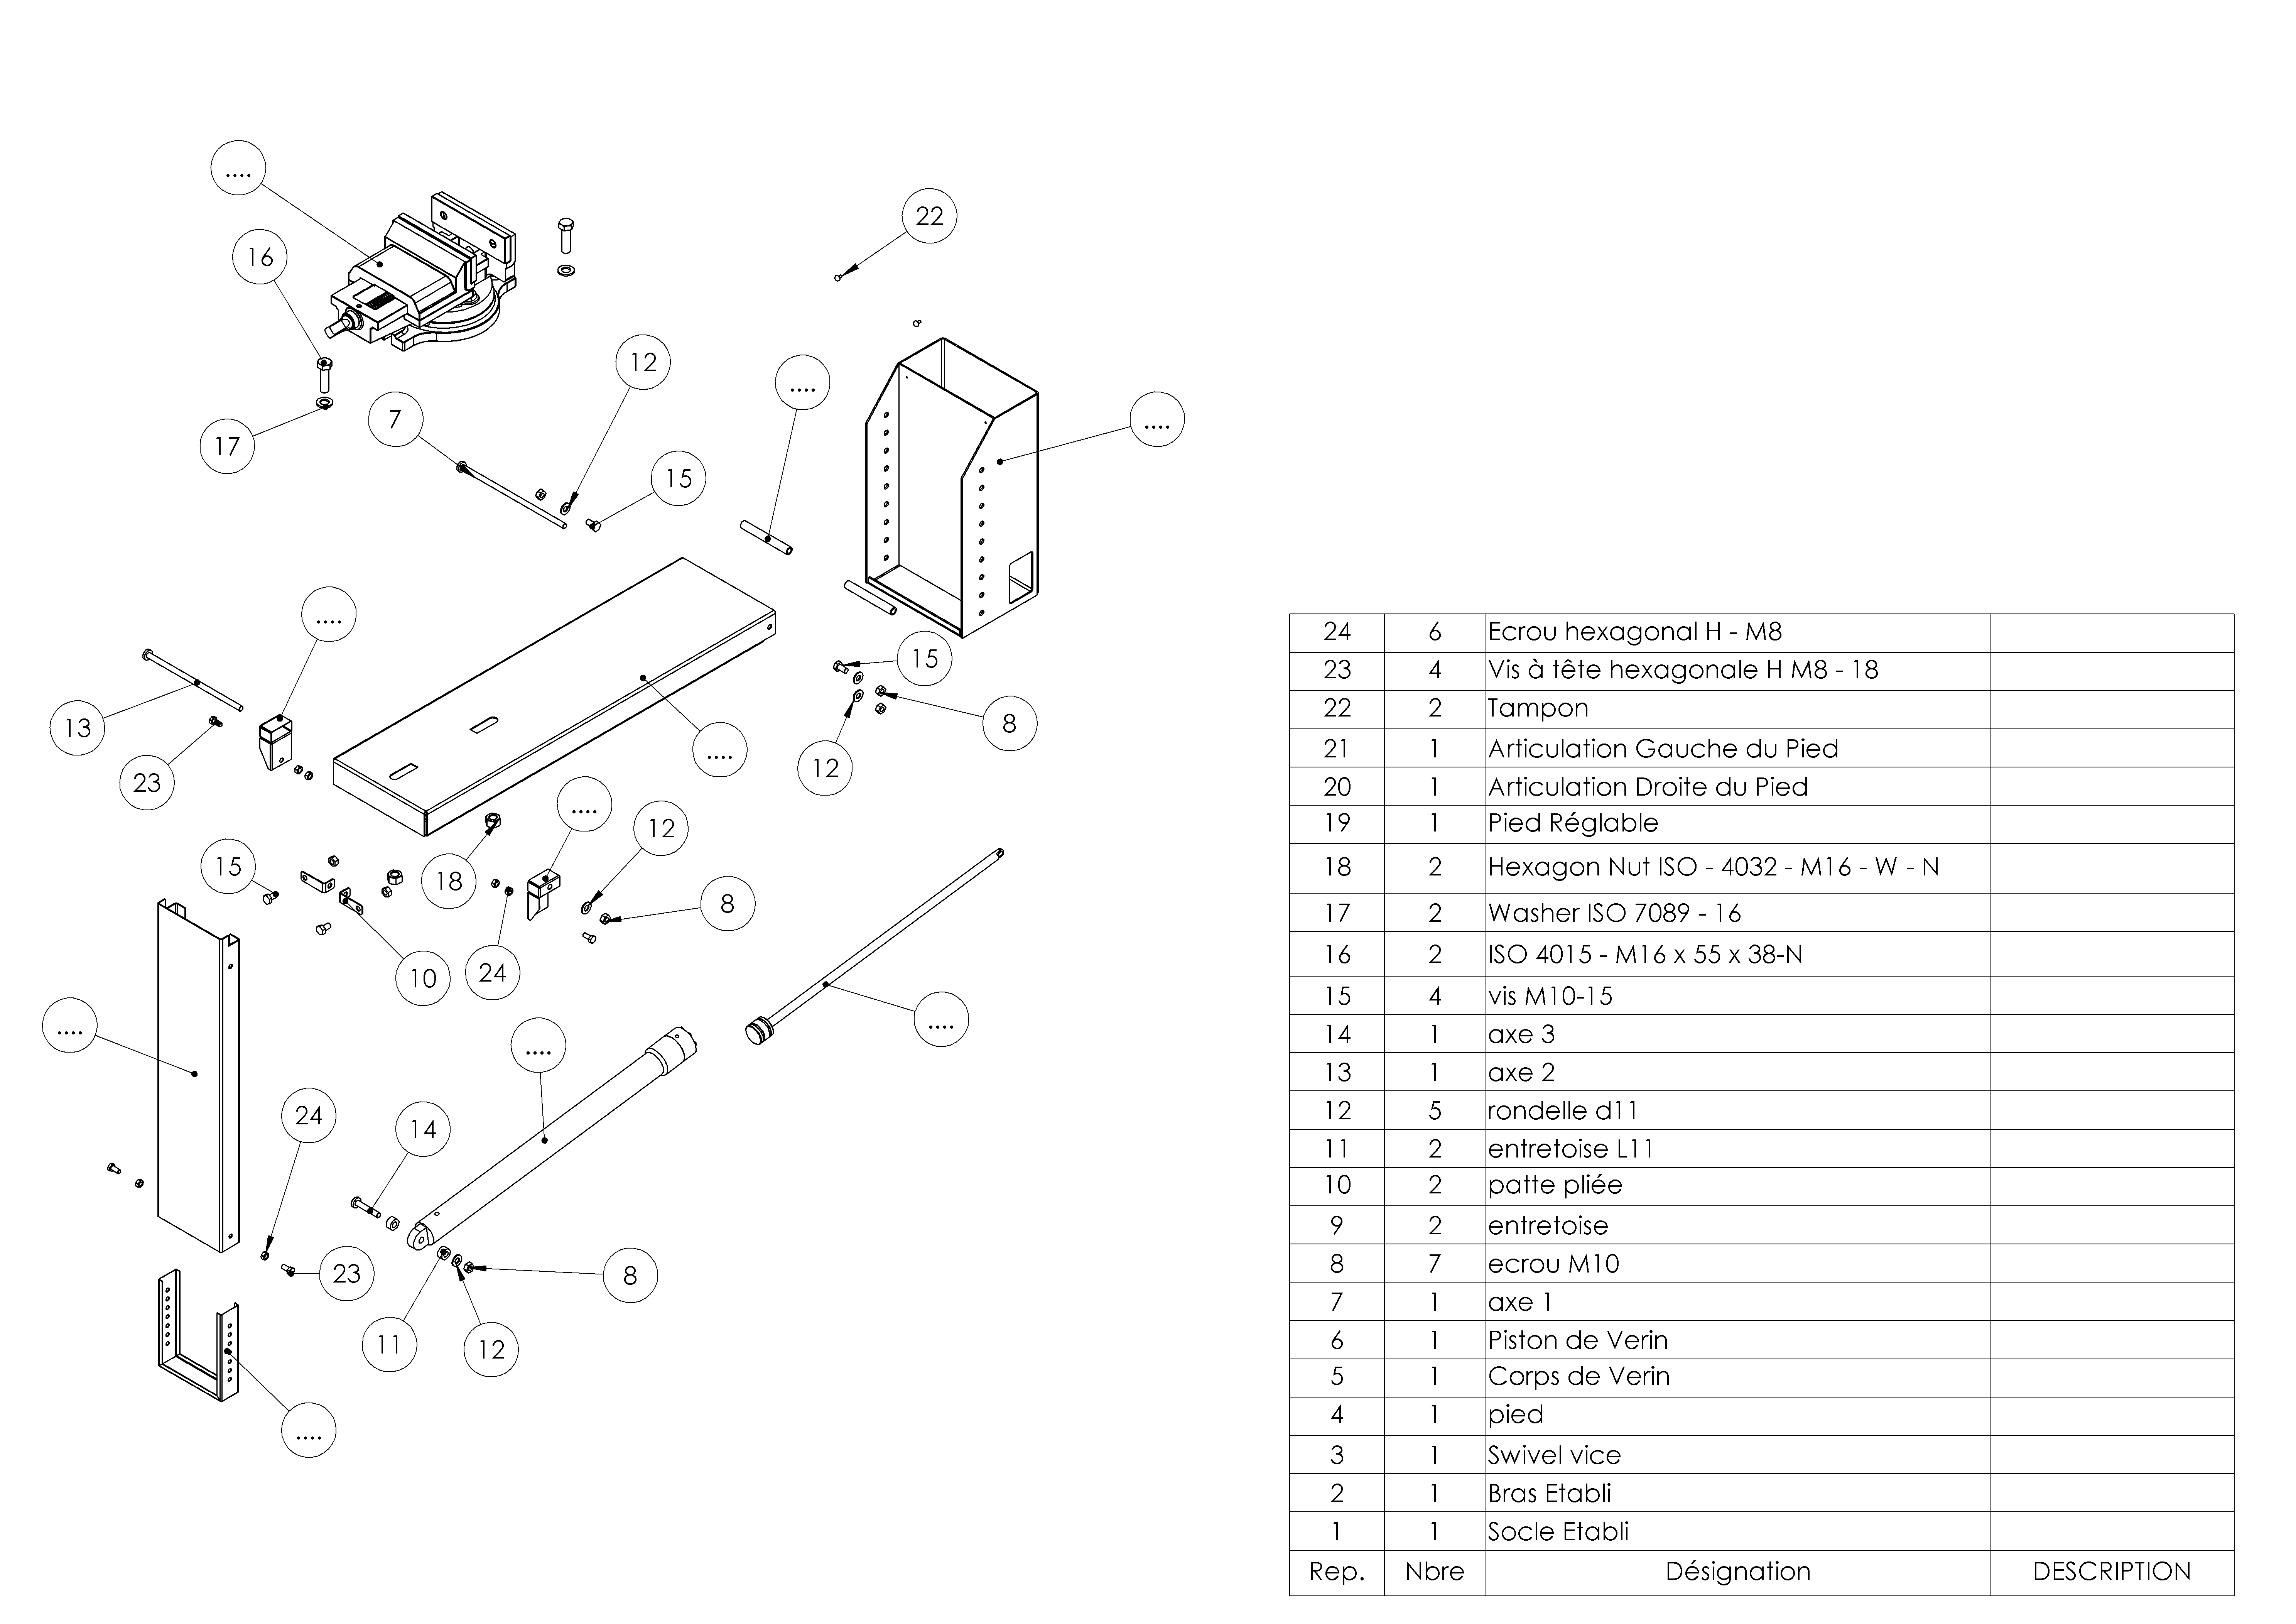 ....
22
16
12
....
....
7
17
15
....
15
13
8
....
23
12
....
12
15
18
8
24
10
....
....
....
24
14
23
8
11
12
....
24 6 Ecrou hexagonal H - M8
23 4 Vis à tête hexagonale H M8 - 18
22 2 Tampon
21 1 Articulation Gauche du Pied
20 1 Articulation Droite du Pied
19 1 Pied Réglable
18 2 Hexagon Nut ISO - 4032 - M16 - W - N
17 2 Washer ISO 7089 - 16
16 2 ISO 4015 - M16 x 55 x 38-N
15 4 vis M10-15
14 1 axe 3
13 1 axe 2
12 5 rondelle d11
11 2 entretoise L11
10 2 patte pliée
9 2 entretoise
8 7 ecrou M10
7 1 axe 1
6 1 Piston de Verin
5 1 Corps de Verin
4 1 pied
3 1 Swivel vice
2 1 Bras Etabli
1 1 Socle Etabli
Rep. Nbre Désignation DESCRIPTION